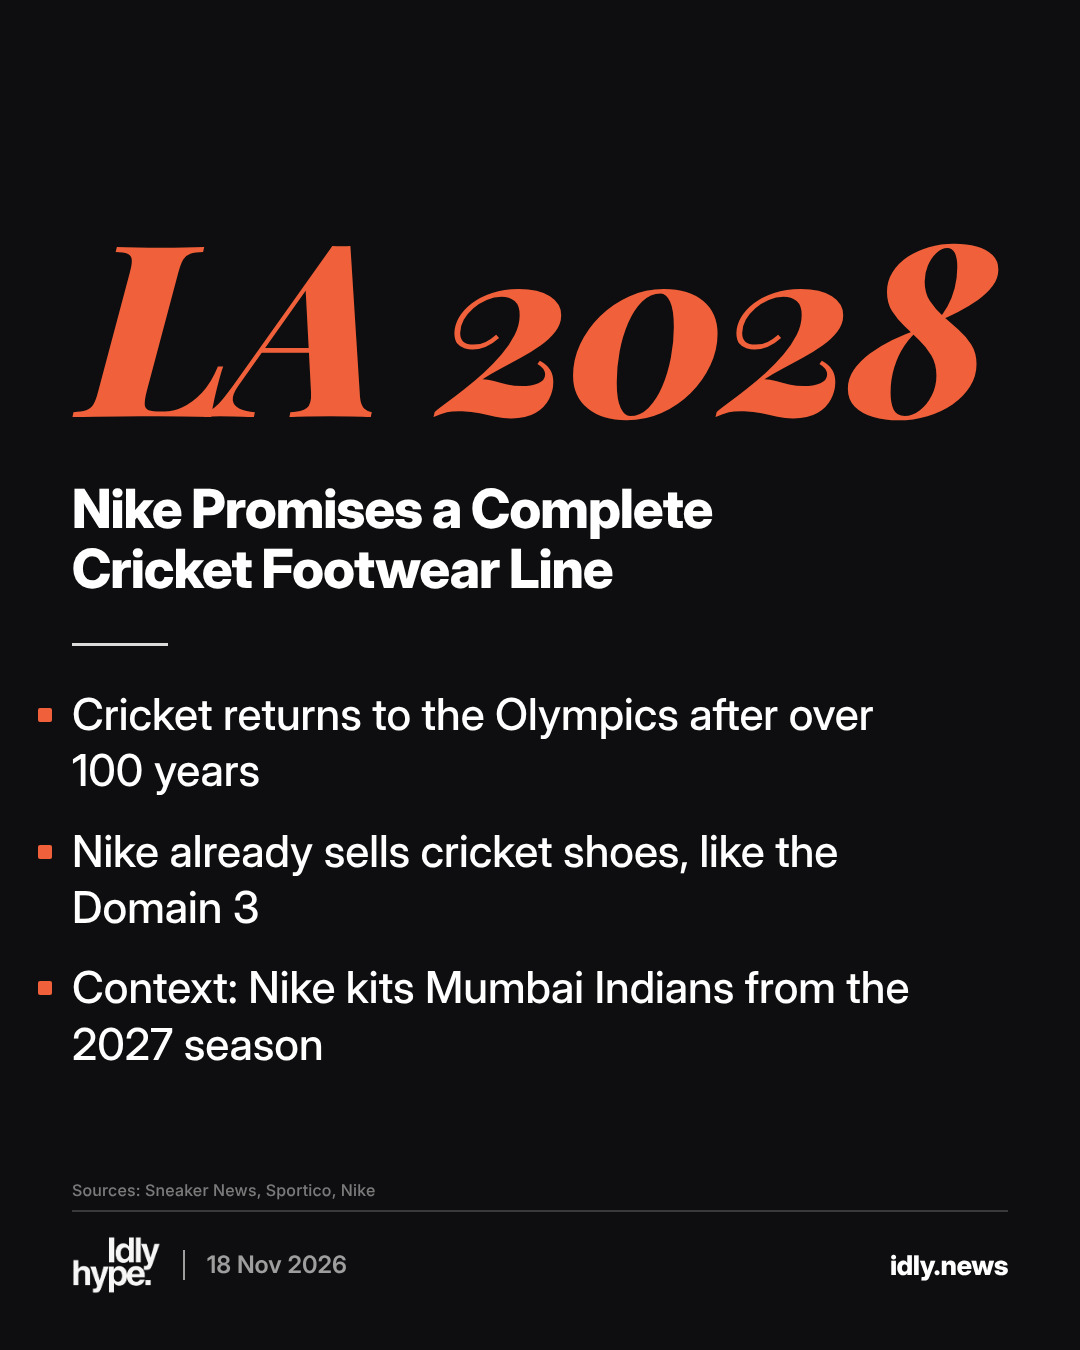 LA 2028
Nike Promises a Complete
Cricket Footwear Line
Cricket returns to the Olympics after over
100 years
Nike already sells cricket shoes, like the
Domain 3
Context: Nike kits Mumbai Indians from the
2027 season
Sources: Sneaker News, Sportico, Nike
Idly
hype.
18 Nov 2026
idly.news